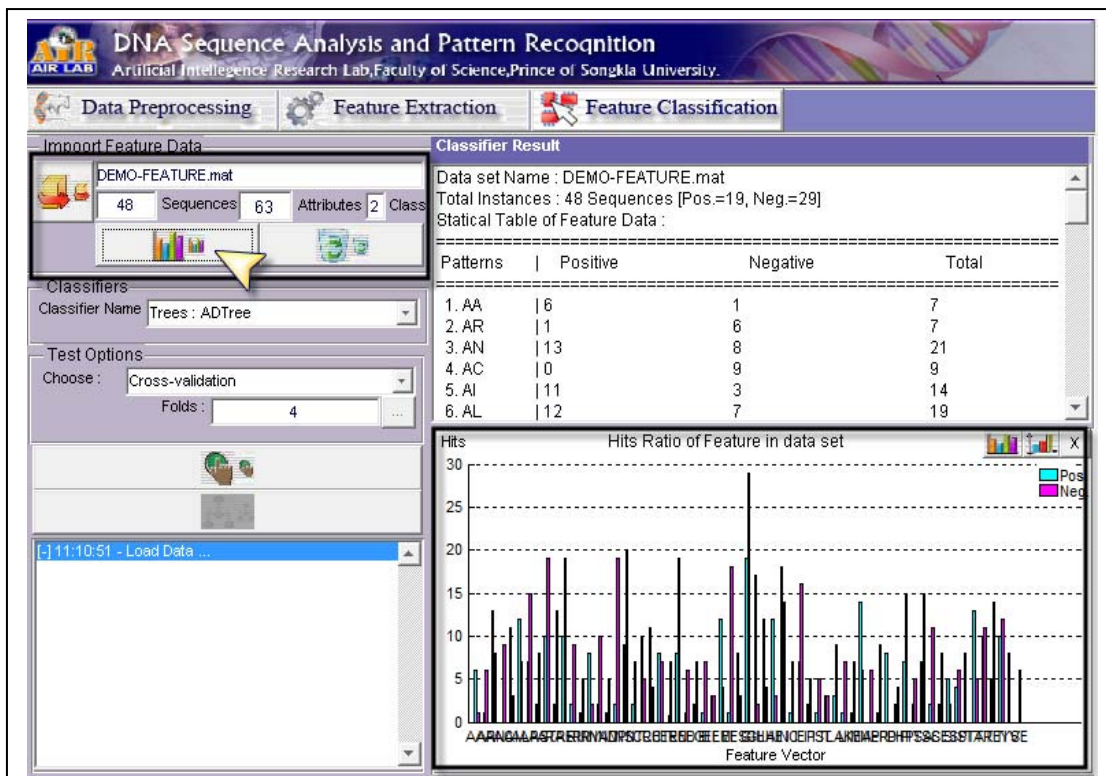 AIR LAB
DNA Sequence Analysis and Pattern Recoqnition
Artificial Intellegence Research Lab,Faculty of Science,Prince of Songkla University.
Data Preprocessing
Feature Extraction
Feature Classification
Impoort Feature Data
DEMO-FEATURE.mat
48 Sequences 63 Attributes 2 Class
Classifiers
Classifier Name Trees : ADTree
Test Options
Choose : Cross-validation
Folds : 4 ...
[-] 11:10:51 - Load Data ...
Classifier Result
Data set Name : DEMO-FEATURE.mat
Total Instances : 48 Sequences [Pos.=19, Neg.=29]
Statical Table of Feature Data :
==========
Patterns | Positive Negative Total
==========
1. AA | 6 1 7
2. AR | 1 6 7
3. AN | 13 8 21
4. AC | 0 9 9
5. AI | 11 3 14
6. AL | 12 7 19
Hits
Hits Ratio of Feature in data set
X
Pos
Neg
30
25
20
15
10
5
0
Feature Vector